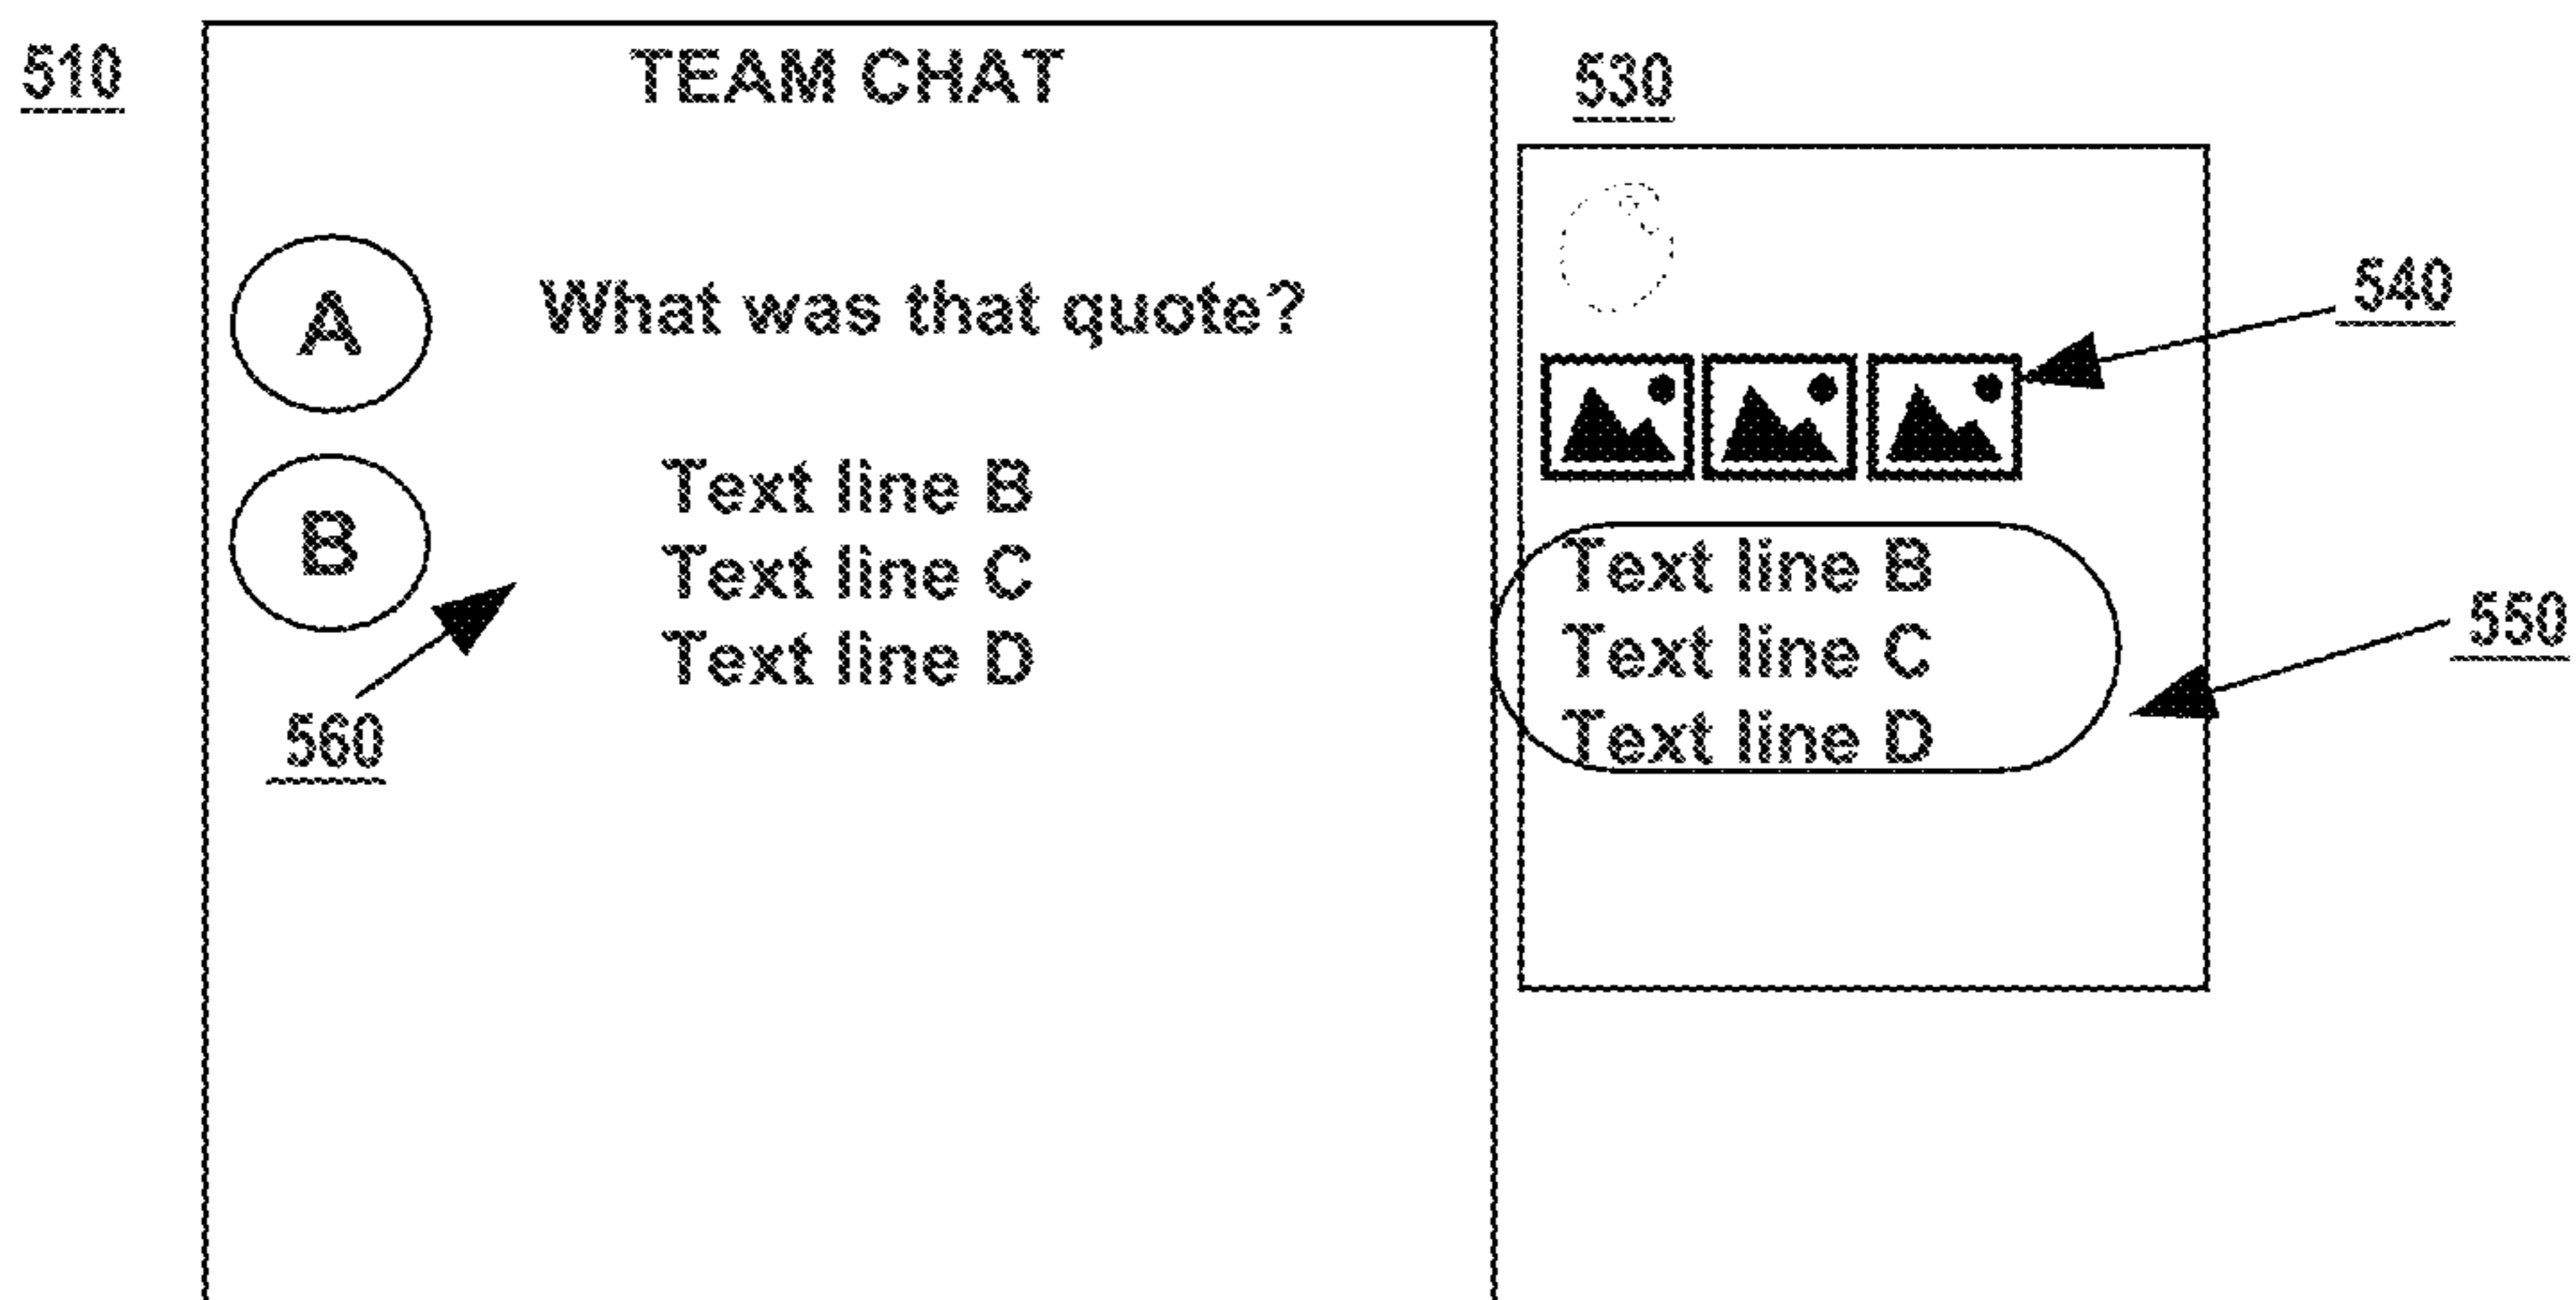 510
TEAM CHAT
A
What was that quote?
B
Text line B
Text line C
Text line D
560
530
540
Text line B
Text line C
Text line D
550